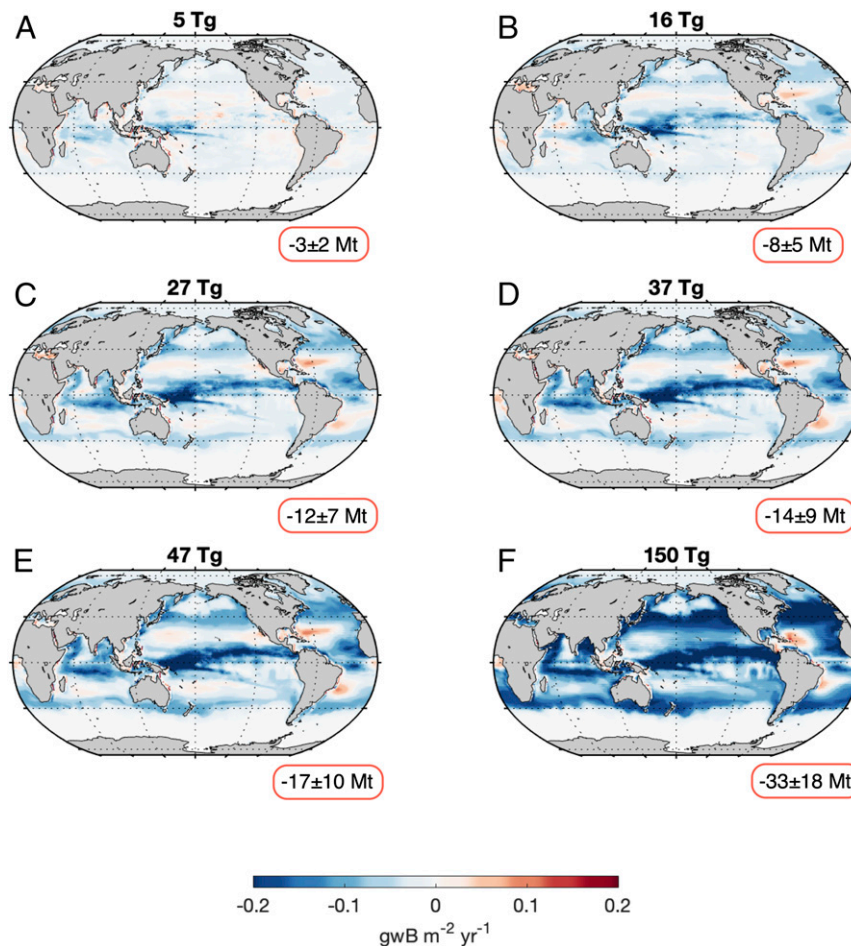 A
5 Tg
B
16 Tg
-3±2 Mt
-8±5 Mt
C
27 Tg
D
37 Tg
-12±7 Mt
-14±9 Mt
E
47 Tg
F
150 Tg
-17±10 Mt
-33±18 Mt
-0.2 -0.1 0 0.1 0.2
gwB m⁻² yr⁻¹